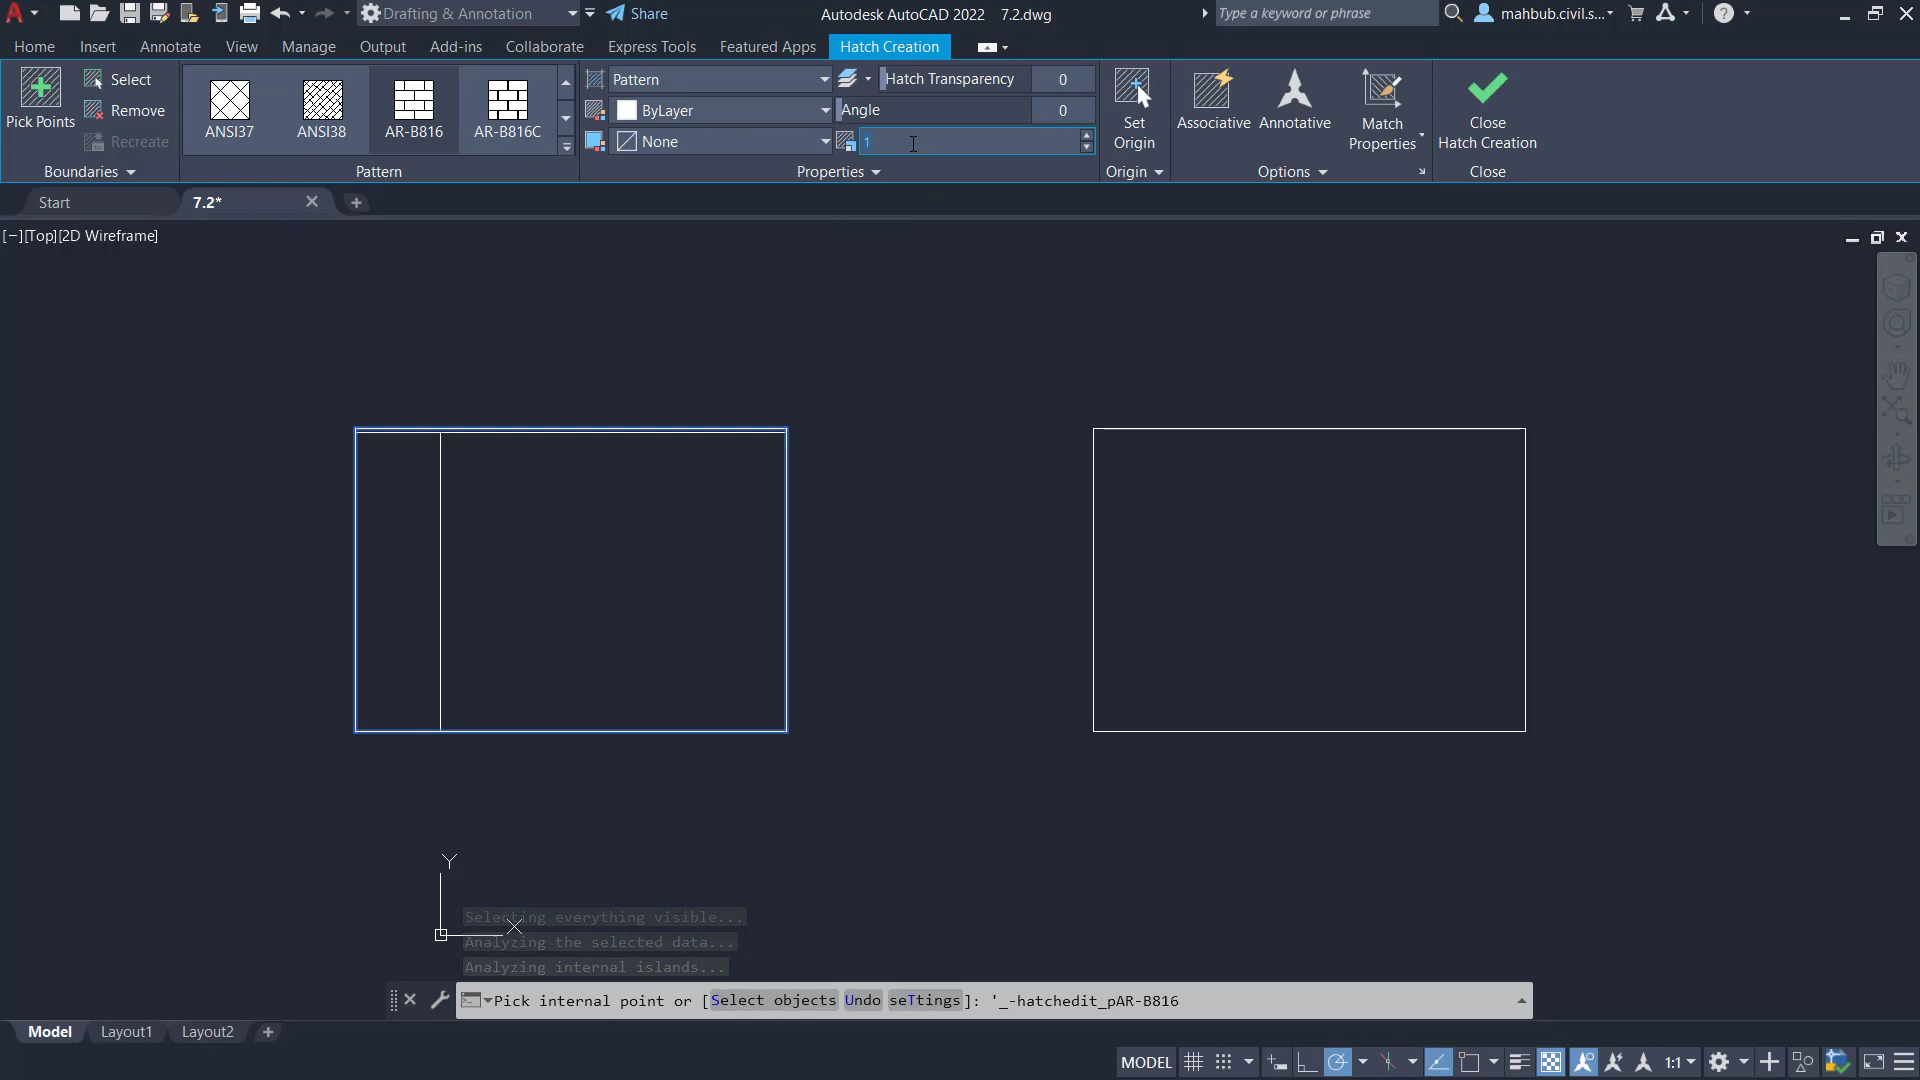 Drafting & Annotation
Share
Autodesk AutoCAD 2022 7.2.dwg
Type a keyword or phrase
mahbub.civil.s...
Home
Insert
Annotate
View
Manage
Output
Add-ins
Collaborate
Express Tools
Featured Apps
Hatch Creation
Pick Points
Select
Remove
Recreate
Boundaries
ANSI37
ANSI38
AR-B816
AR-B816C
Pattern
Pattern
ByLayer
None
Hatch Transparency 0
Angle 0
1
Properties
Set Origin
Origin
Associative
Annotative
Match Properties
Options
Close Hatch Creation
Close
Start
7.2*
[−][Top][2D Wireframe]
Y
X
Selecting everything visible...
Analyzing the selected data...
Analyzing internal islands...
Pick internal point or [Select objects Undo seTtings]: '_-hatchedit_pAR-B816
Model
Layout1
Layout2
MODEL
1:1